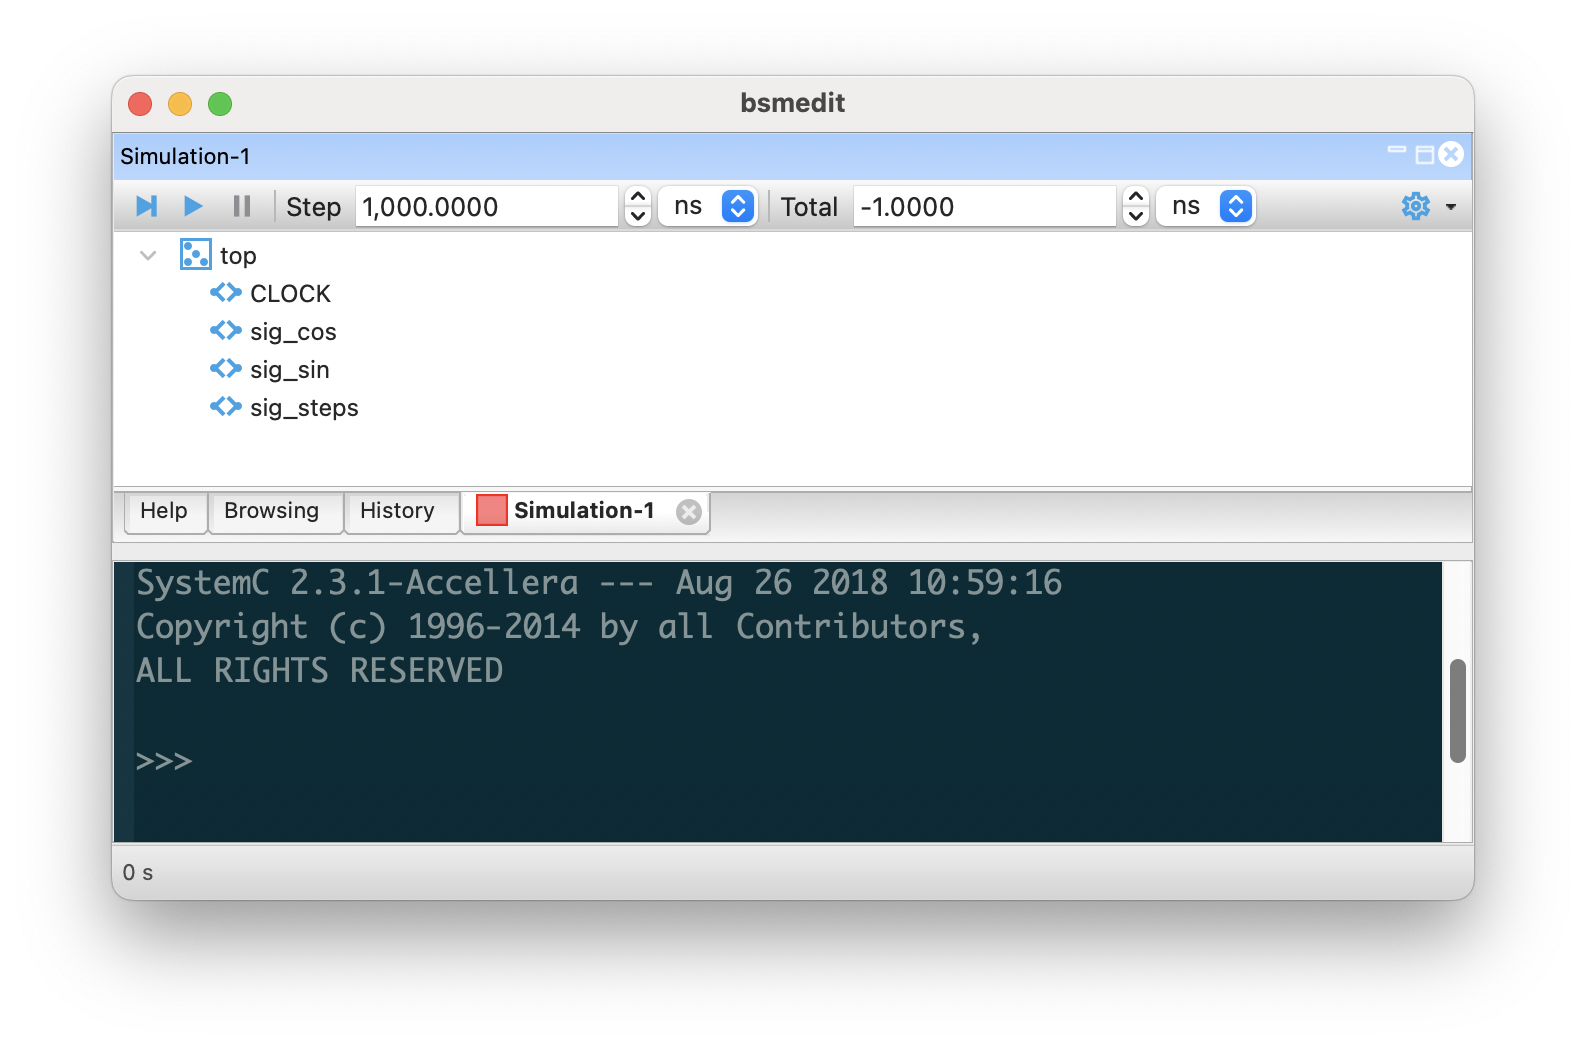 bsmedit
Simulation-1
Step 1,000.0000 ns Total -1.0000 ns
top
CLOCK
sig_cos
sig_sin
sig_steps
Help Browsing History Simulation-1
SystemC 2.3.1-Accellera --- Aug 26 2018 10:59:16
Copyright (c) 1996-2014 by all Contributors,
ALL RIGHTS RESERVED
>>>
0 s